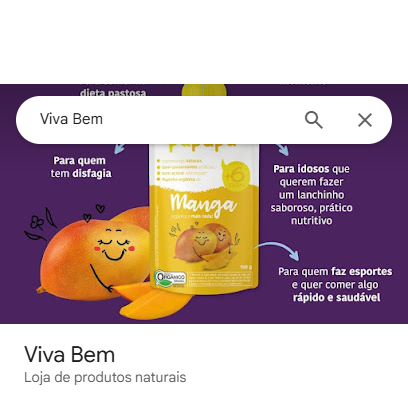 dieta pastosa
Viva Bem
Para quem
tem disfagia
+6
Manga
Para idosos que
querem fazer
um lanchinho
saboroso, prático
nutritivo
Para quem faz esportes
e quer comer algo
rápido e saudável
ORGÂNICO
Viva Bem
Loja de produtos naturais